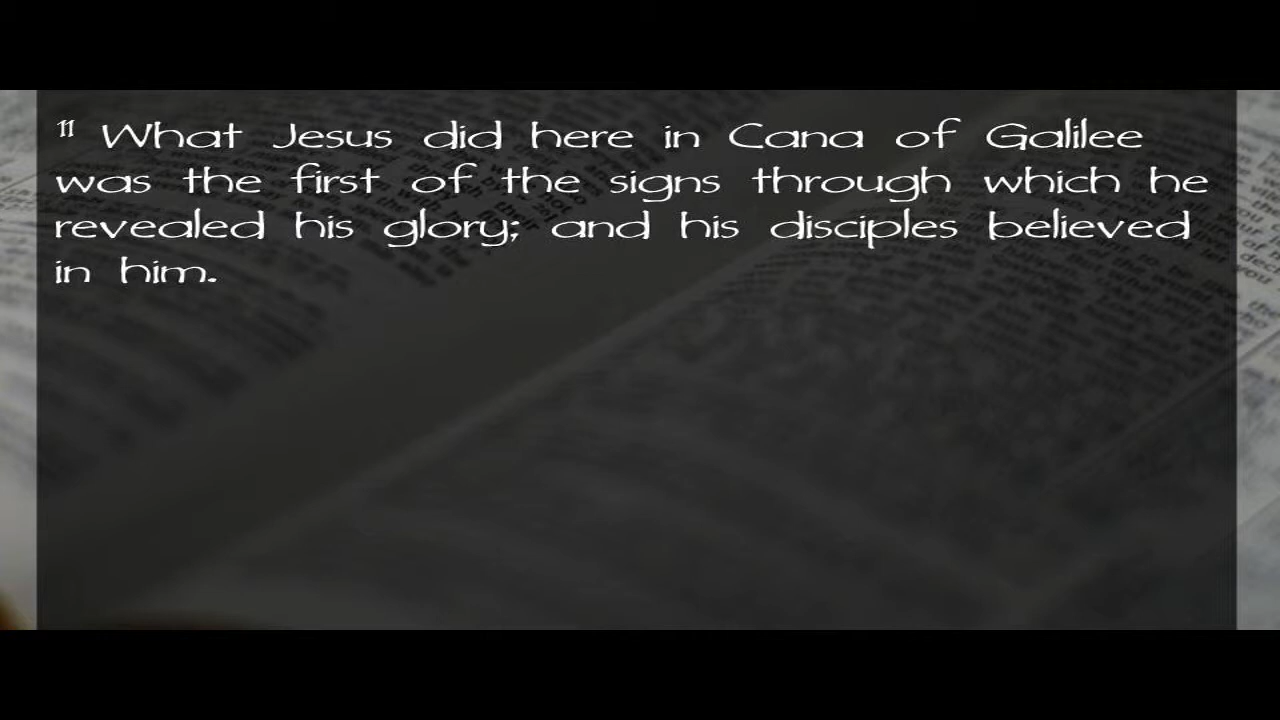 11 What Jesus did here in Cana of Galilee
was the first of the signs through which he
revealed his glory; and his disciples believed
in him.